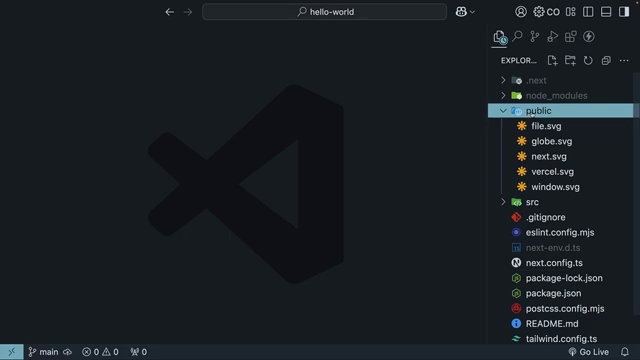 hello-world
CO
EXPLOR...
.next
node_modules
public
file.svg
globe.svg
next.svg
vercel.svg
window.svg
src
.gitignore
eslint.config.mjs
next-env.d.ts
next.config.ts
package-lock.json
package.json
postcss.config.mjs
README.md
tailwind.config.ts
main
0 0
0
Go Live